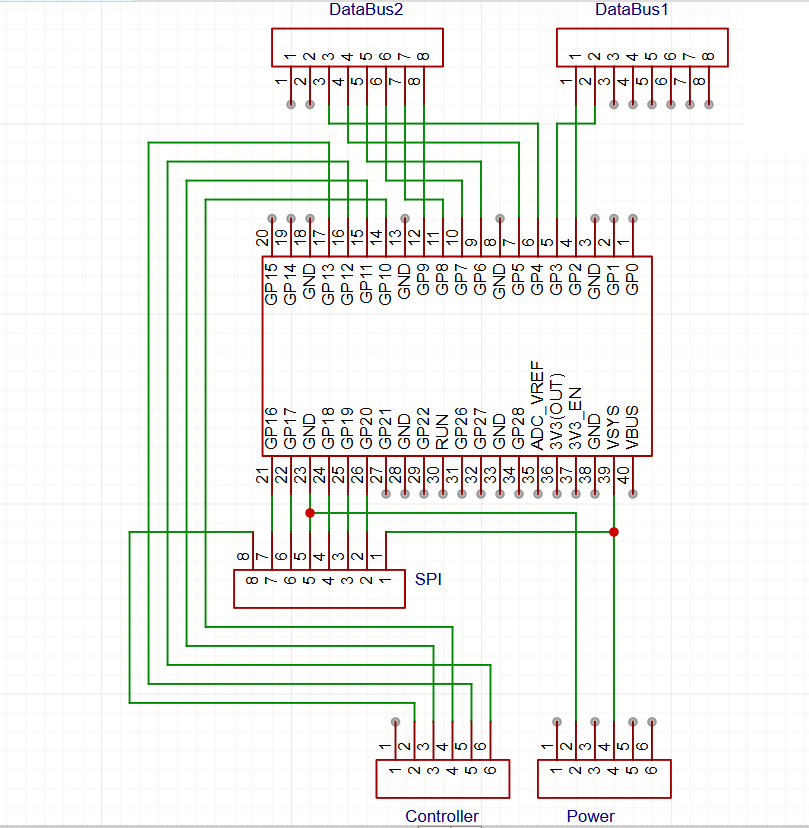 DataBus2 DataBus1
1 2 3 4 5 6 7 8 1 2 3 4 5 6 7 8
1 2 3 4 5 6 7 8 1 2 3 4 5 6 7 8
20 19 18 17 16 15 14 13 12 11 10 9 8 7 6 5 4 3 2 1
GP15 GP14 GND GP13 GP12 GP11 GP10 GND GP9 GP8 GP7 GP6 GND GP5 GP4 GP3 GP2 GND GP1 GP0
GP16 GP17 GND GP18 GP19 GP20 GP21 GND GP22 RUN GP26 GP27 GND GP28 ADC_VREF 3V3(OUT) 3V3_EN GND VSYS VBUS
21 22 23 24 25 26 27 28 29 30 31 32 33 34 35 36 37 38 39 40
8 7 6 5 4 3 2 1
8 7 6 5 4 3 2 1
SPI
1 2 3 4 5 6 1 2 3 4 5 6
1 2 3 4 5 6 1 2 3 4 5 6
Controller Power